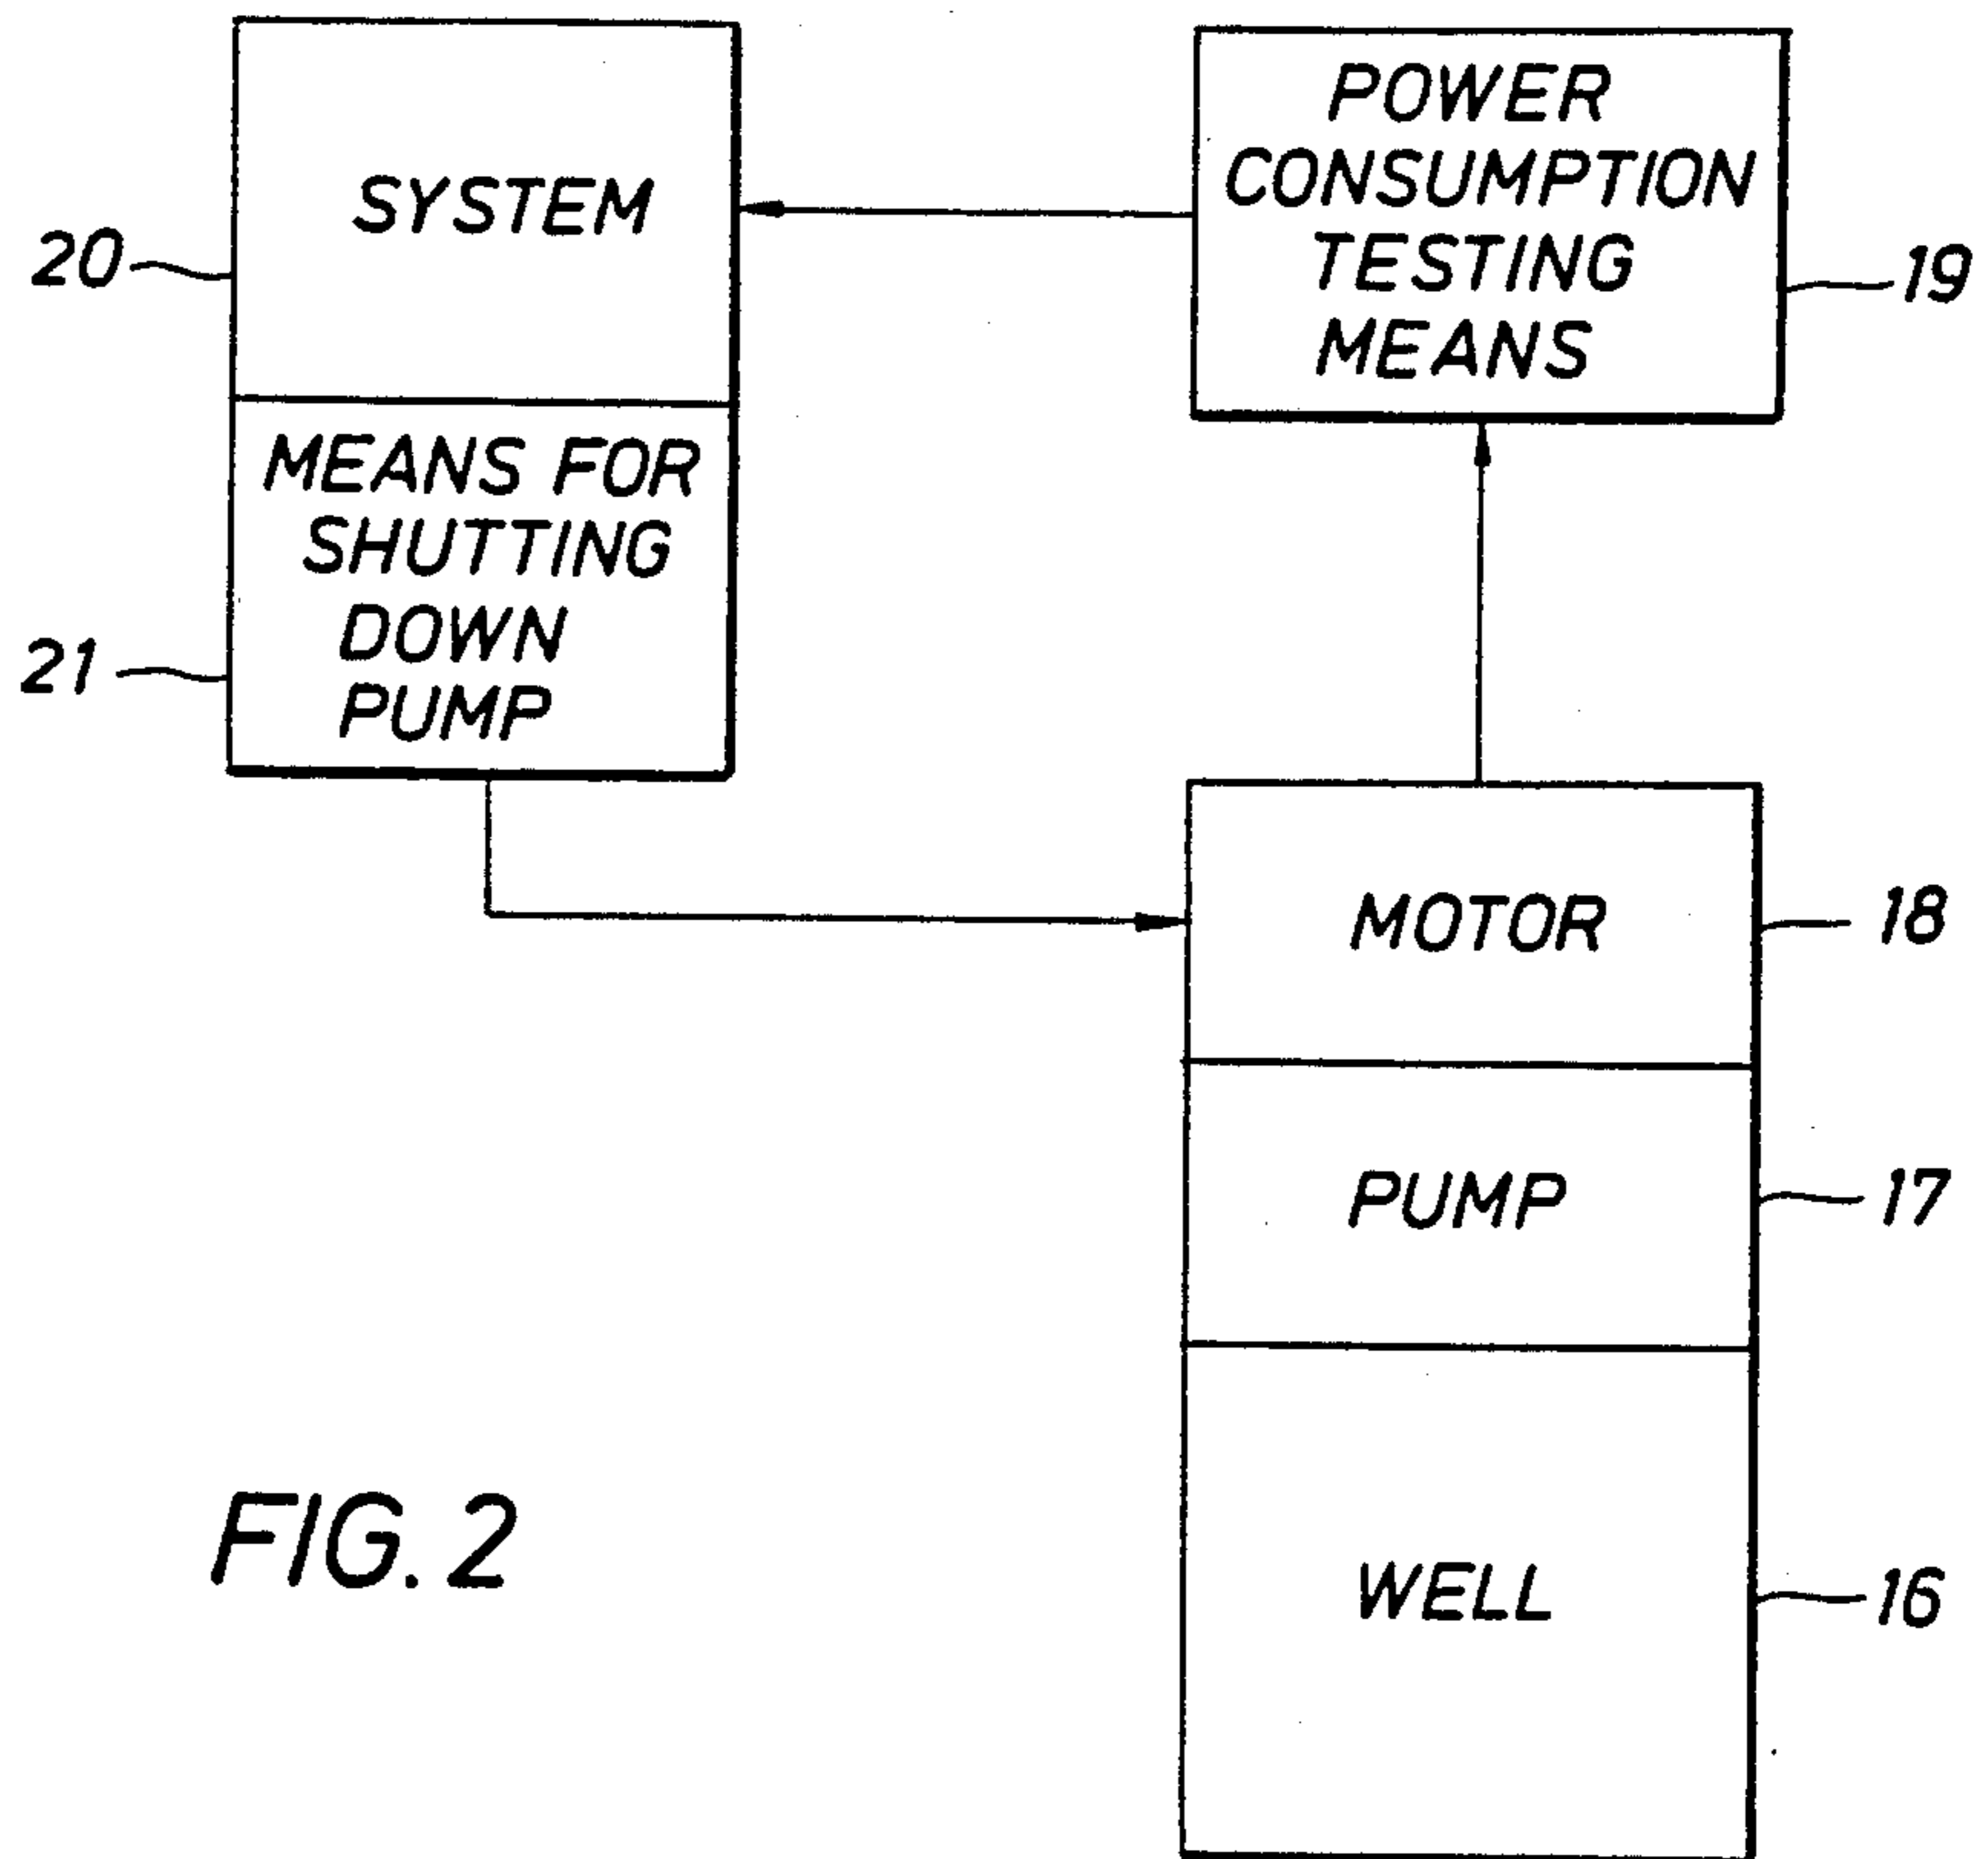 SYSTEM
20
MEANS FOR
SHUTTING
DOWN
PUMP
21
POWER
CONSUMPTION
TESTING
MEANS
19
MOTOR
18
PUMP
17
WELL
16
FIG. 2